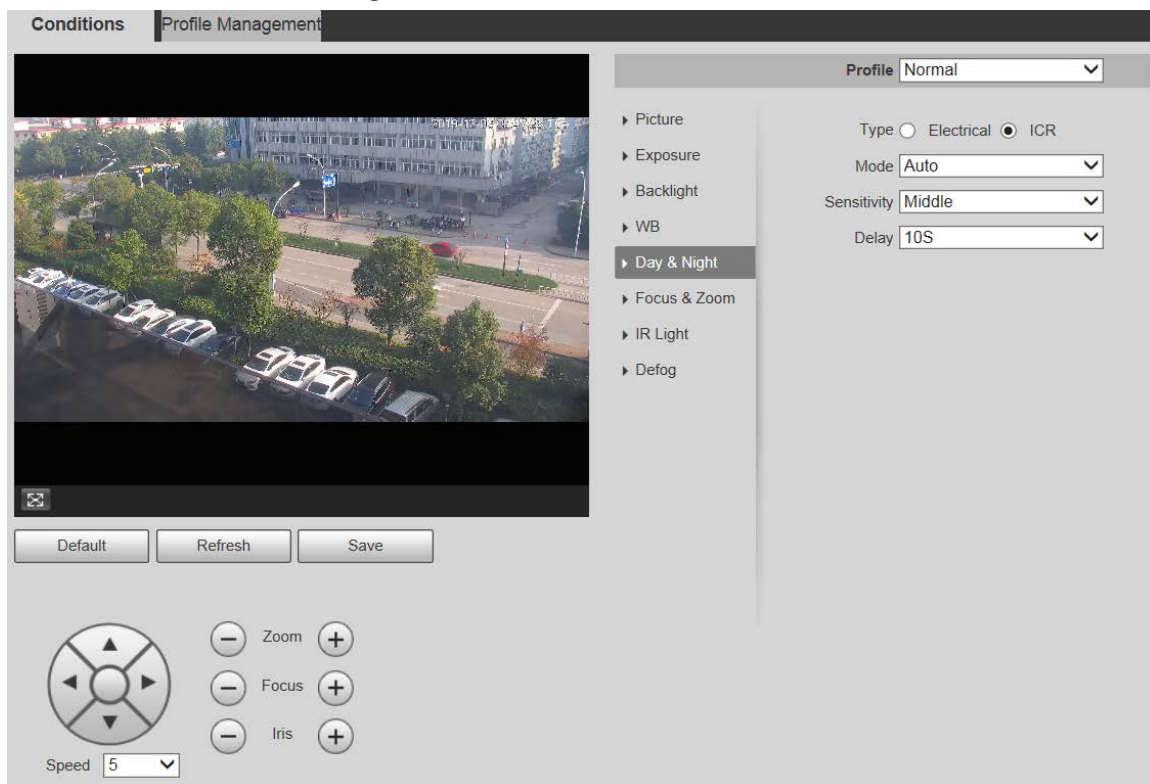 Conditions Profile Management
Profile Normal
Picture
Exposure
Backlight
WB
Day & Night
Focus & Zoom
IR Light
Defog
Type Electrical ICR
Mode Auto
Sensitivity Middle
Delay 10S
Default Refresh Save
Zoom
Focus
Iris
Speed 5